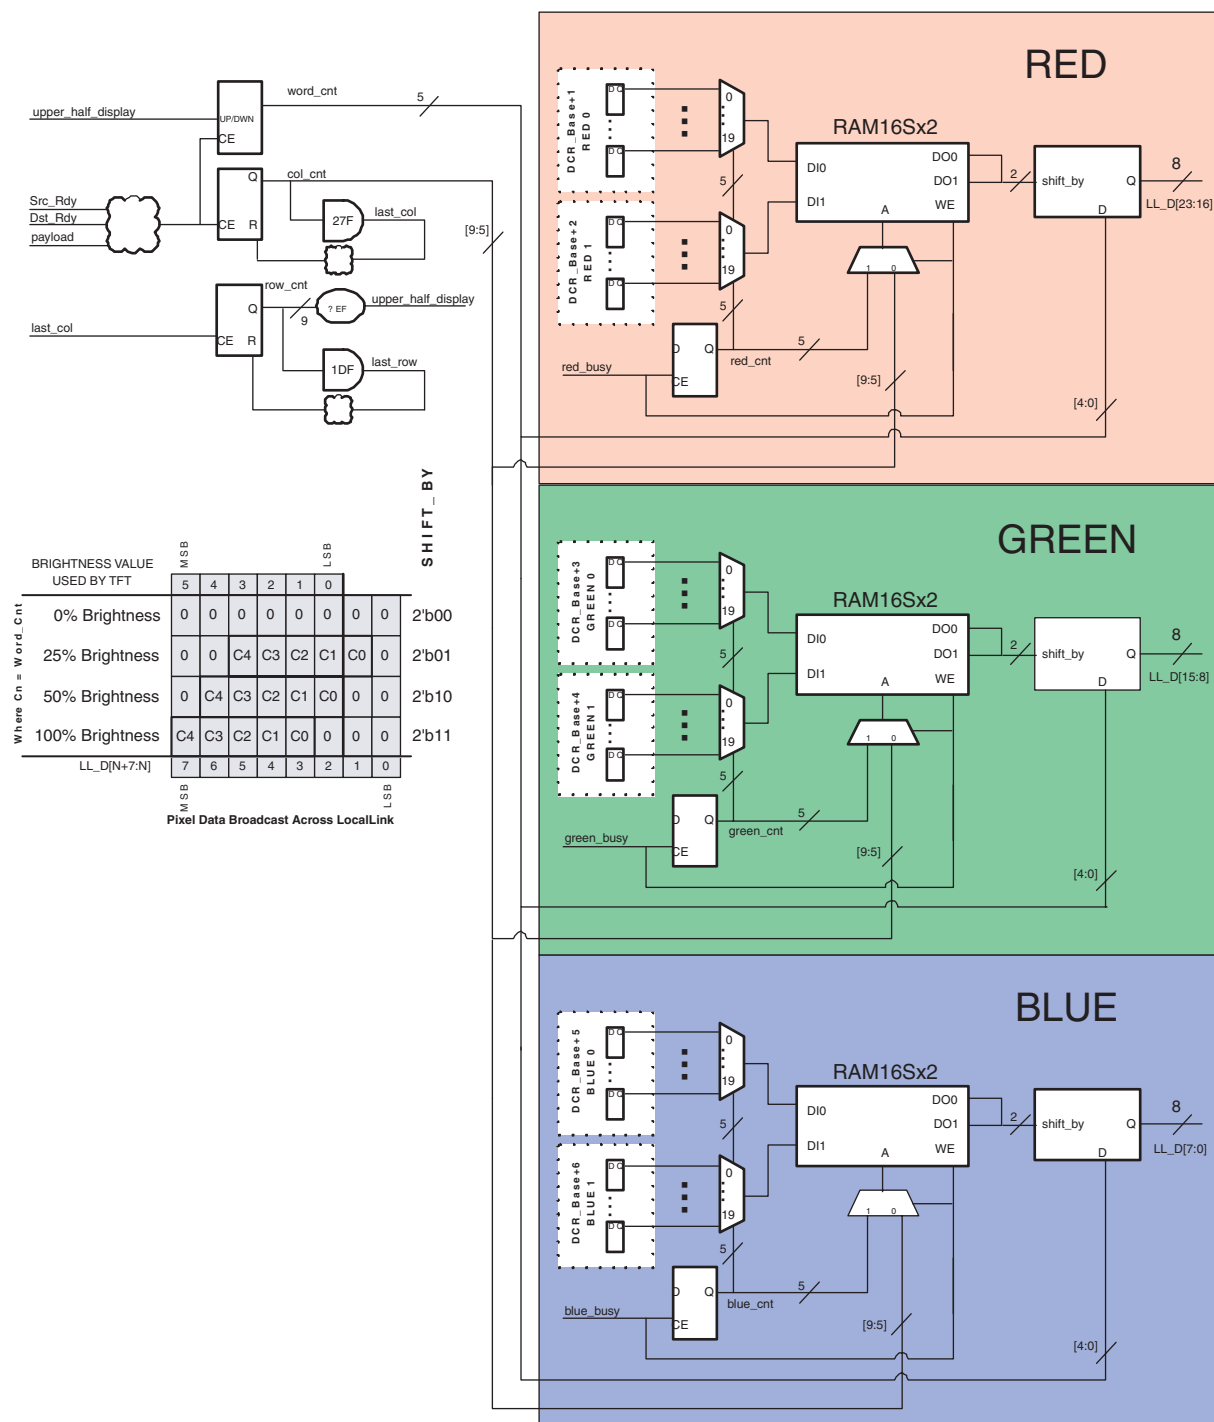 RED
word_cnt
5
upper_half_display
UP/DWN
CE
Q
col_cnt
Src_Rdy
Dst_Rdy
payload
CE
R
27F
last_col
[9:5]
row_cnt
Q
9
? EF
upper_half_display
last_col
CE
R
1DF
last_row
DCR_Base+1
RED 0
D Q
D Q
0
19
5
DCR_Base+2
RED 1
D Q
D Q
0
19
5
RAM16Sx2
DI0
DI1
DO0
DO1
WE
A
2
shift_by
Q
D
8
LL_D[23:16]
1 0
D
Q
CE
red_busy
red_cnt
5
[9:5]
[4:0]
GREEN
DCR_Base+3
GREEN 0
D Q
D Q
0
19
5
DCR_Base+4
GREEN 1
D Q
D Q
0
19
5
RAM16Sx2
DI0
DI1
DO0
DO1
WE
A
2
shift_by
Q
D
8
LL_D[15:8]
1 0
D
Q
CE
green_busy
green_cnt
5
[9:5]
[4:0]
BLUE
DCR_Base+5
BLUE 0
D Q
D Q
0
19
5
DCR_Base+6
BLUE 1
D Q
D Q
0
19
5
RAM16Sx2
DI0
DI1
DO0
DO1
WE
A
2
shift_by
Q
D
8
LL_D[7:0]
1 0
D
Q
CE
blue_busy
blue_cnt
5
[9:5]
[4:0]
SHIFT_BY
MSB
LSB
BRIGHTNESS VALUE
USED BY TFT
5 4 3 2 1 0
Where Cn = Word_Cnt
0% Brightness 0 0 0 0 0 0 0 0 2'b00
25% Brightness 0 0 C4 C3 C2 C1 C0 0 2'b01
50% Brightness 0 C4 C3 C2 C1 C0 0 0 2'b10
100% Brightness C4 C3 C2 C1 C0 0 0 0 2'b11
LL_D[N+7:N] 7 6 5 4 3 2 1 0
MSB
LSB
Pixel Data Broadcast Across LocalLink